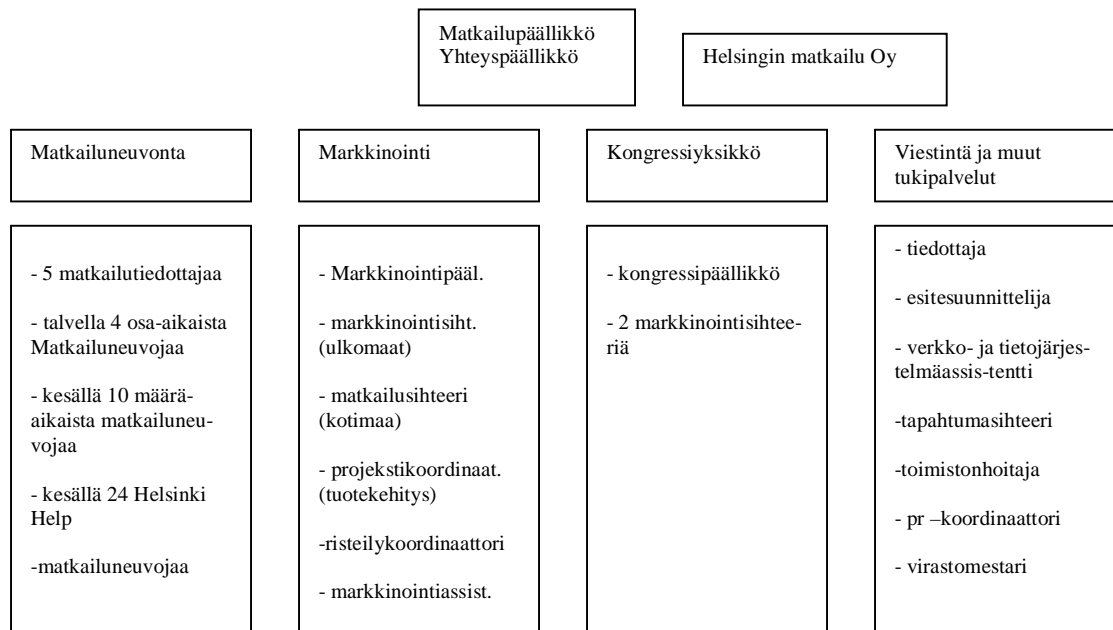 Matkailupäällikkö
Yhteyspäällikkö
Helsingin matkailu Oy
Matkailuneuvonta
Markkinointi
Kongressiyksikkö
Viestintä ja muut
tukipalvelut
- 5 matkailutiedottajaa
- talvella 4 osa-aikaista
Matkailuneuvojaa
- kesällä 10 määrä-
aikaista matkailuneu-
vojaa
- kesällä 24 Helsinki
Help
-matkailuneuvojaa
- Markkinointipääl.
- markkinointisiht.
(ulkomaat)
- matkailusihteeri
(kotimaa)
- projekstikoordinaat.
(tuotekehitys)
-risteilykoordinaattori
- markkinointiassist.
- kongressipäällikkö
- 2 markkinointisihtee-
riä
- tiedottaja
- esitesuunnittelija
- verkko- ja tietojärjes-
telmäassis-tentti
-tapahtumasihteeri
-toimistonhoitaja
- pr –koordinaattori
- virastomestari